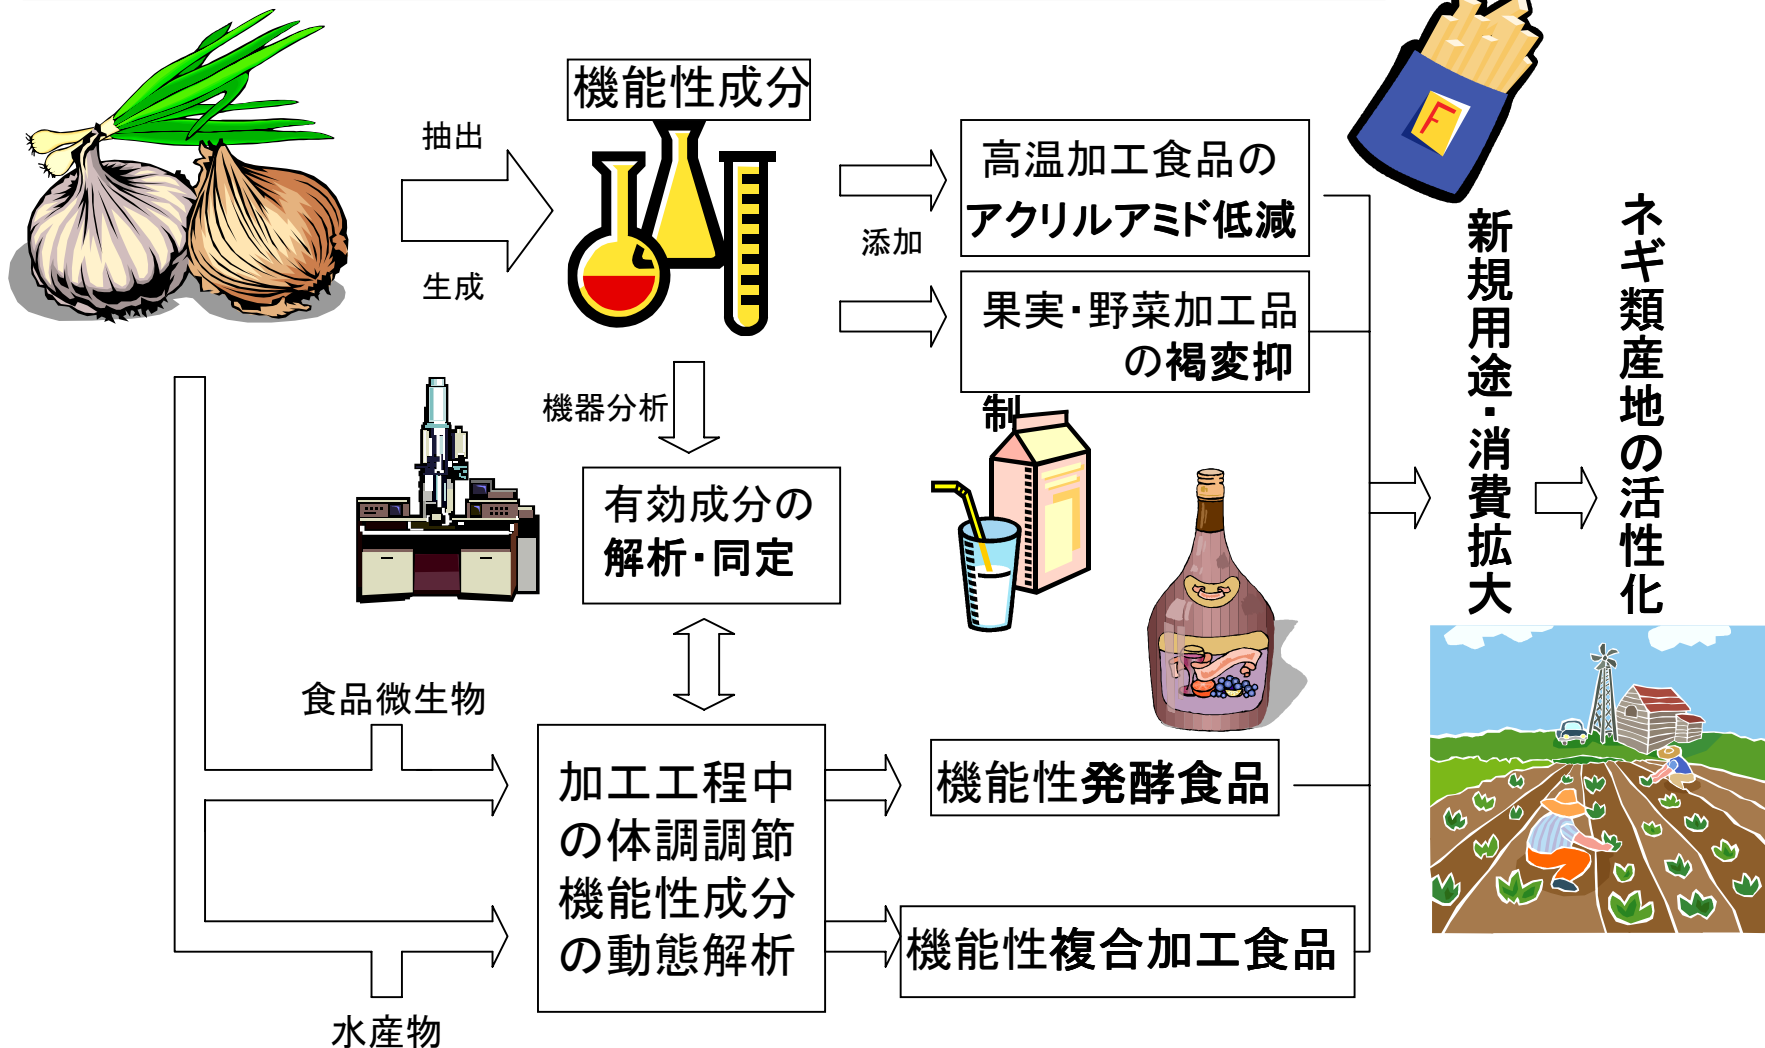 機能性成分
抽出
生成
添加
高温加工食品の
アクリルアミド低減
果実・野菜加工品
の褐変抑
制
F
機器分析
有効成分の
解析・同定
食品微生物
水産物
加工工程中
の体調調節
機能性成分
の動態解析
機能性発酵食品
機能性複合加工食品
新規用途・消費拡大
ネギ類産地の活性化